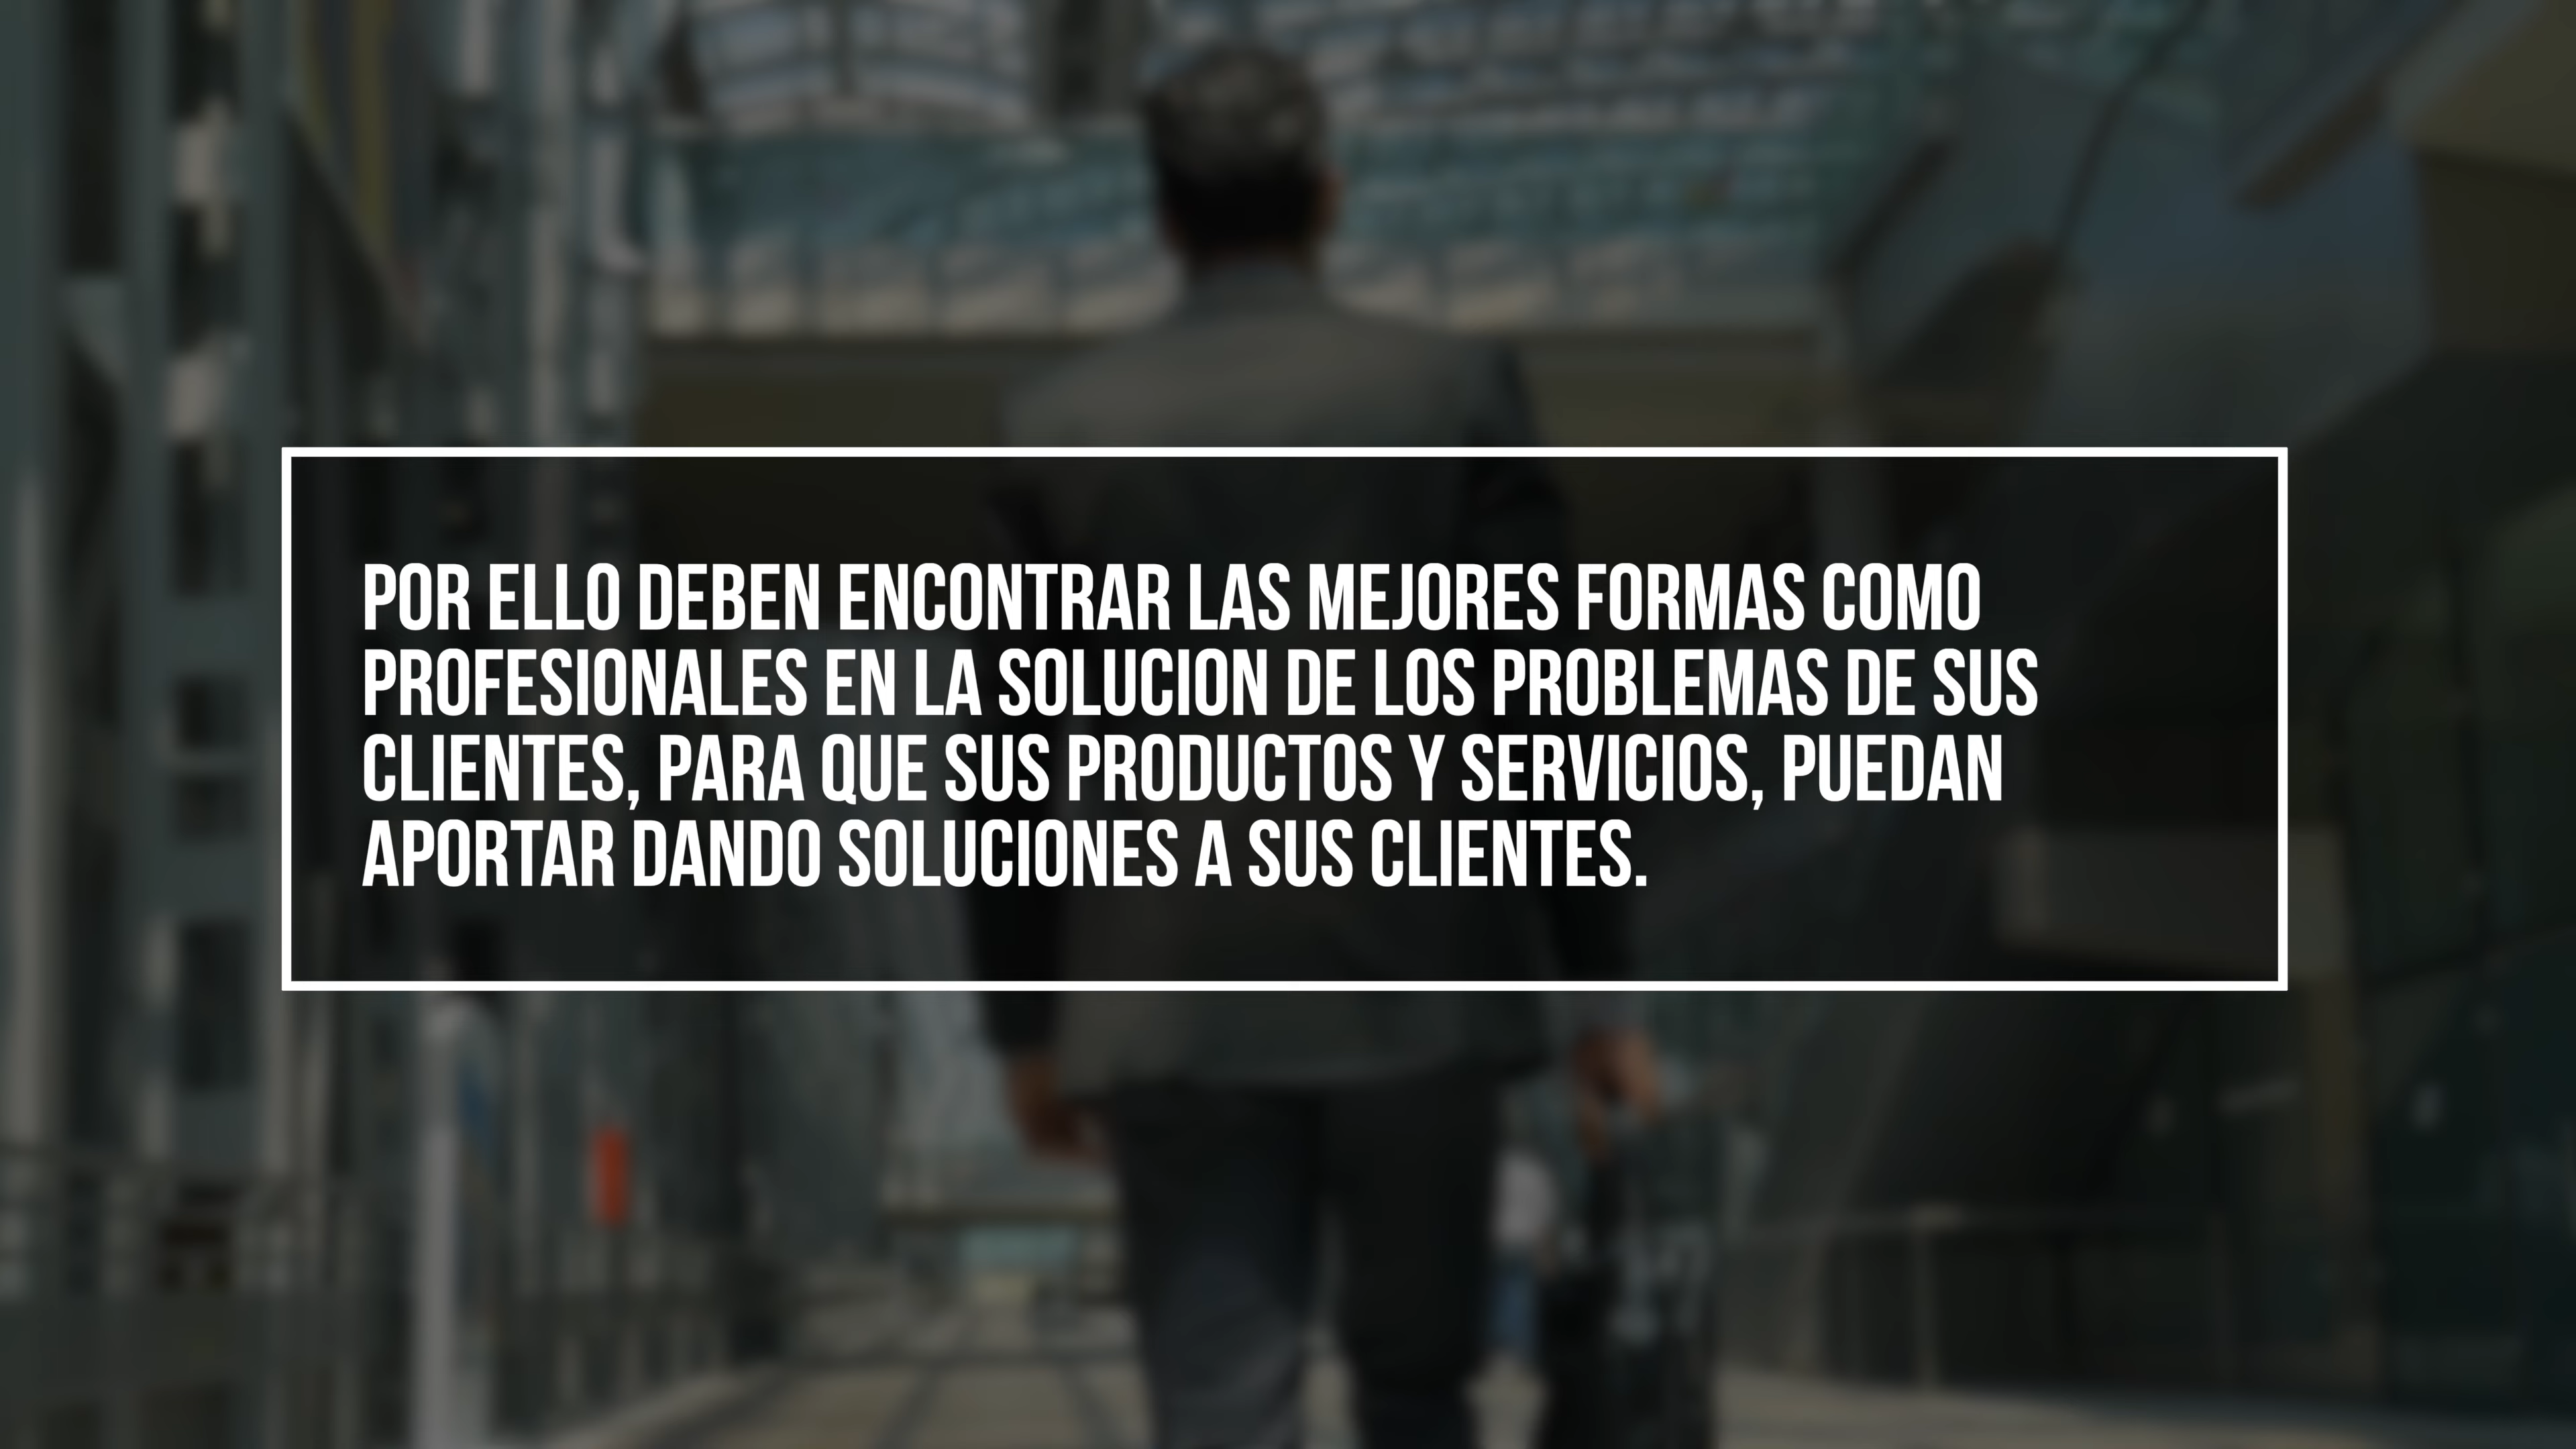 POR ELLO DEBEN ENCONTRAR LAS MEJORES FORMAS COMO
PROFESIONALES EN LA SOLUCION DE LOS PROBLEMAS DE SUS
CLIENTES, PARA QUE SUS PRODUCTOS Y SERVICIOS, PUEDAN
APORTAR DANDO SOLUCIONES A SUS CLIENTES.